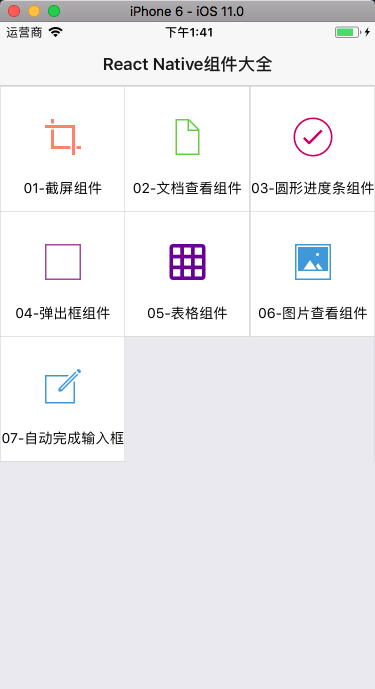 iPhone 6 - iOS 11.0
运营商 下午1:41
React Native组件大全
01-截屏组件 02-文档查看组件 03-圆形进度条组件
04-弹出框组件 05-表格组件 06-图片查看组件
07-自动完成输入框